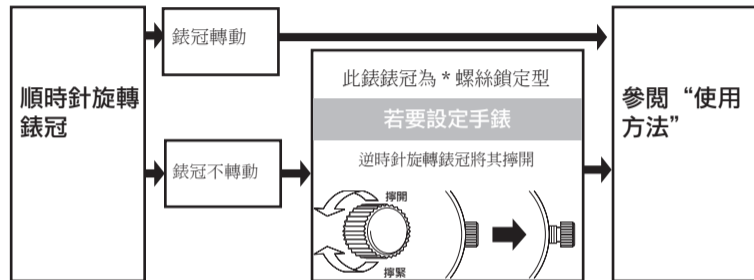 順時針旋轉
錶冠
錶冠轉動
錶冠不轉動
此錶錶冠為 * 螺絲鎖定型
若要設定手錶
逆時針旋轉錶冠將其擰開
擰開
擰緊
參閱“使用
方法”